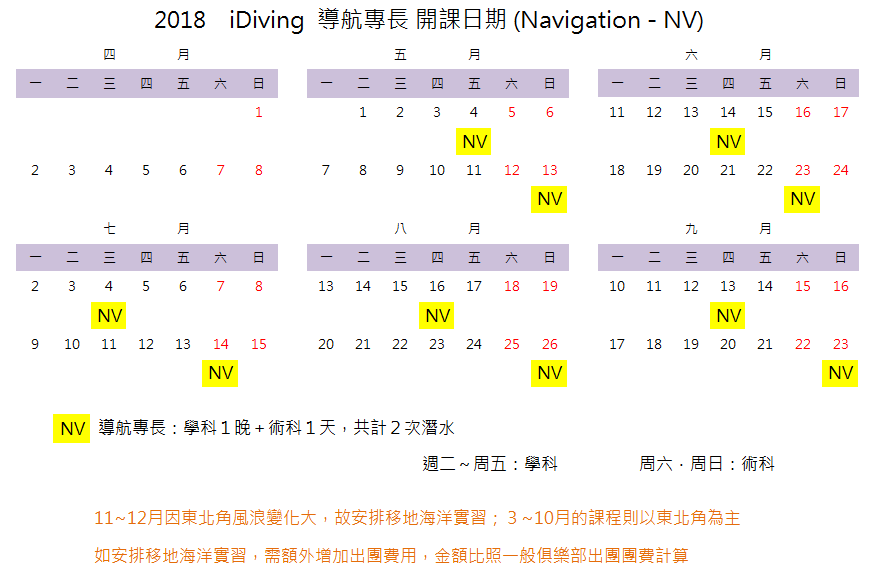 2018 iDiving 導航專長 開課日期 (Navigation - NV)
四 月 五 月 六 月
一 二 三 四 五 六 日 一 二 三 四 五 六 日 一 二 三 四 五 六 日
1 1 2 3 4 5 6 11 12 13 14 15 16 17
NV NV
2 3 4 5 6 7 8 7 8 9 10 11 12 13 18 19 20 21 22 23 24
NV NV
七 月 八 月 九 月
一 二 三 四 五 六 日 一 二 三 四 五 六 日 一 二 三 四 五 六 日
2 3 4 5 6 7 8 13 14 15 16 17 18 19 10 11 12 13 14 15 16
NV NV NV
9 10 11 12 13 14 15 20 21 22 23 24 25 26 17 18 19 20 21 22 23
NV NV NV
NV 導航專長：學科１晚＋術科１天，共計２次潛水
週二～周五：學科 周六．周日：術科
11~12月因東北角風浪變化大，故安排移地海洋實習；３~10月的課程則以東北角為主
如安排移地海洋實習，需額外增加出團費用，金額比照一般俱樂部出團團費計算